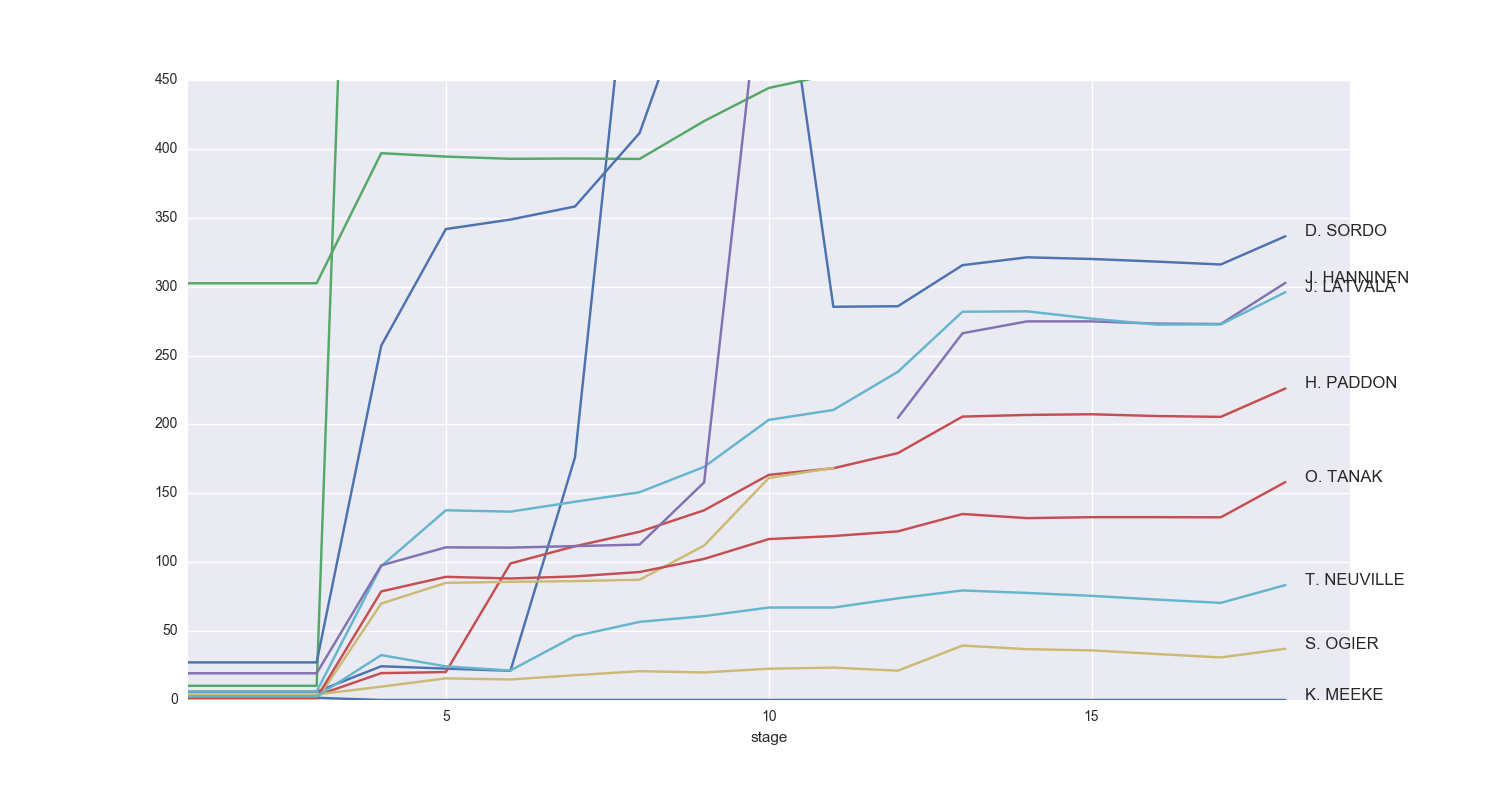 450
400
350
300
250
200
150
100
50
0
5
10
15
stage
D. SORDO
J. HANNINEN
J. LATVALA
H. PADDON
O. TANAK
T. NEUVILLE
S. OGIER
K. MEEKE